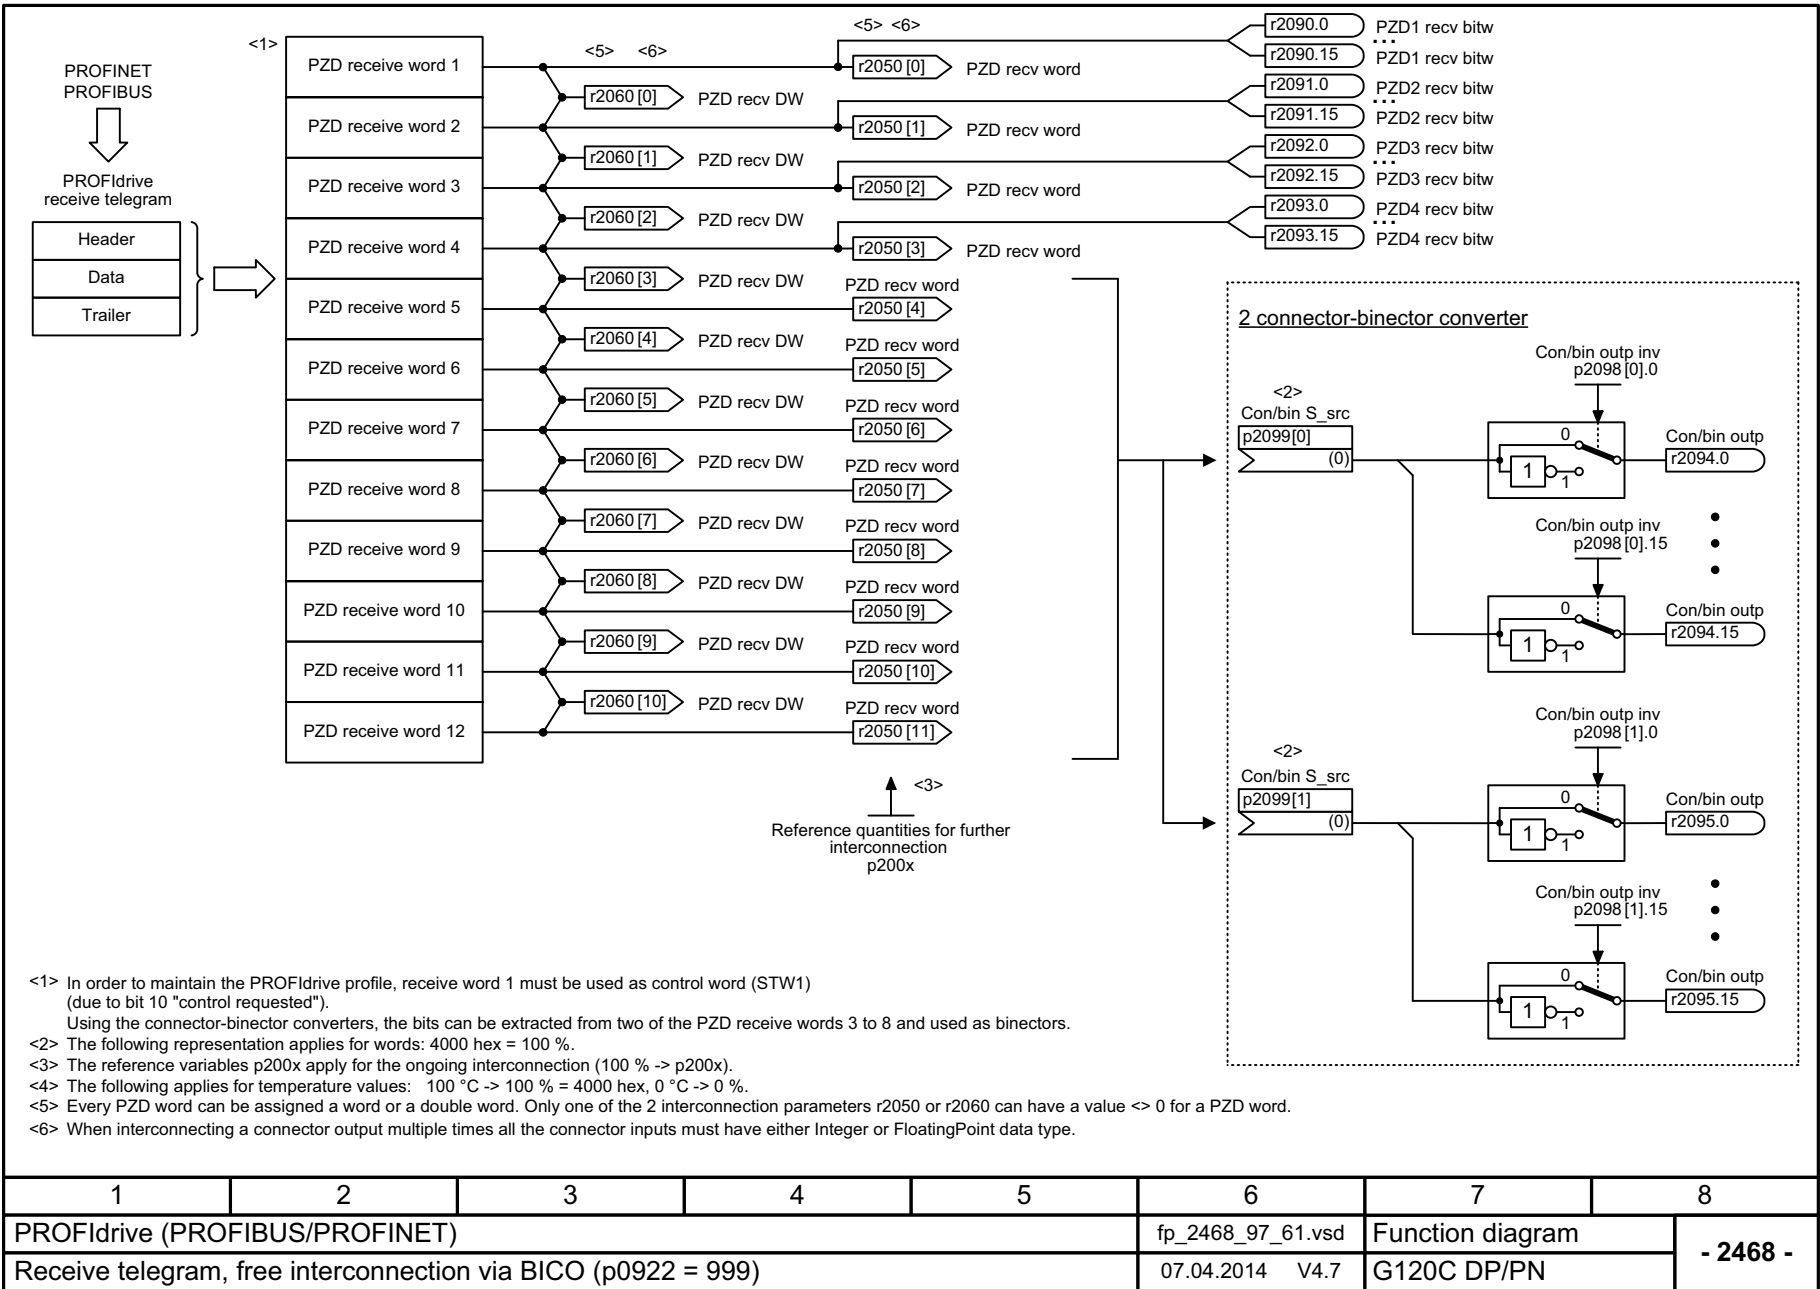 <1>
<5> <6>
<5> <6>
PROFINET
PROFIBUS
PROFIdrive
receive telegram
Header
Data
Trailer
PZD receive word 1
PZD receive word 2
PZD receive word 3
PZD receive word 4
PZD receive word 5
PZD receive word 6
PZD receive word 7
PZD receive word 8
PZD receive word 9
PZD receive word 10
PZD receive word 11
PZD receive word 12
r2060 [0] PZD recv DW
r2060 [1] PZD recv DW
r2060 [2] PZD recv DW
r2060 [3] PZD recv DW
r2060 [4] PZD recv DW
r2060 [5] PZD recv DW
r2060 [6] PZD recv DW
r2060 [7] PZD recv DW
r2060 [8] PZD recv DW
r2060 [9] PZD recv DW
r2060 [10] PZD recv DW
r2050 [0] PZD recv word
r2050 [1] PZD recv word
r2050 [2] PZD recv word
r2050 [3] PZD recv word
PZD recv word
r2050 [4]
PZD recv word
r2050 [5]
PZD recv word
r2050 [6]
PZD recv word
r2050 [7]
PZD recv word
r2050 [8]
PZD recv word
r2050 [9]
PZD recv word
r2050 [10]
PZD recv word
r2050 [11]
<3>
Reference quantities for further
interconnection
p200x
r2090.0 PZD1 recv bitw
...
r2090.15 PZD1 recv bitw
r2091.0 PZD2 recv bitw
...
r2091.15 PZD2 recv bitw
r2092.0 PZD3 recv bitw
...
r2092.15 PZD3 recv bitw
r2093.0 PZD4 recv bitw
...
r2093.15 PZD4 recv bitw
2 connector-binector converter
<2>
Con/bin S_src
p2099[0]
(0)
Con/bin outp inv
p2098 [0].0
0
1
1
Con/bin outp
r2094.0
Con/bin outp inv
p2098 [0].15
0
1
1
Con/bin outp
r2094.15
<2>
Con/bin S_src
p2099[1]
(0)
Con/bin outp inv
p2098 [1].0
0
1
1
Con/bin outp
r2095.0
Con/bin outp inv
p2098 [1].15
0
1
1
Con/bin outp
r2095.15
<1> In order to maintain the PROFIdrive profile, receive word 1 must be used as control word (STW1)
(due to bit 10 "control requested").
Using the connector-binector converters, the bits can be extracted from two of the PZD receive words 3 to 8 and used as binectors.
<2> The following representation applies for words: 4000 hex = 100 %.
<3> The reference variables p200x apply for the ongoing interconnection (100 % -> p200x).
<4> The following applies for temperature values: 100 °C -> 100 % = 4000 hex, 0 °C -> 0 %.
<5> Every PZD word can be assigned a word or a double word. Only one of the 2 interconnection parameters r2050 or r2060 can have a value <> 0 for a PZD word.
<6> When interconnecting a connector output multiple times all the connector inputs must have either Integer or FloatingPoint data type.
1 2 3 4 5 6 7 8
PROFIdrive (PROFIBUS/PROFINET) fp_2468_97_61.vsd Function diagram
- 2468 -
Receive telegram, free interconnection via BICO (p0922 = 999) 07.04.2014 V4.7 G120C DP/PN